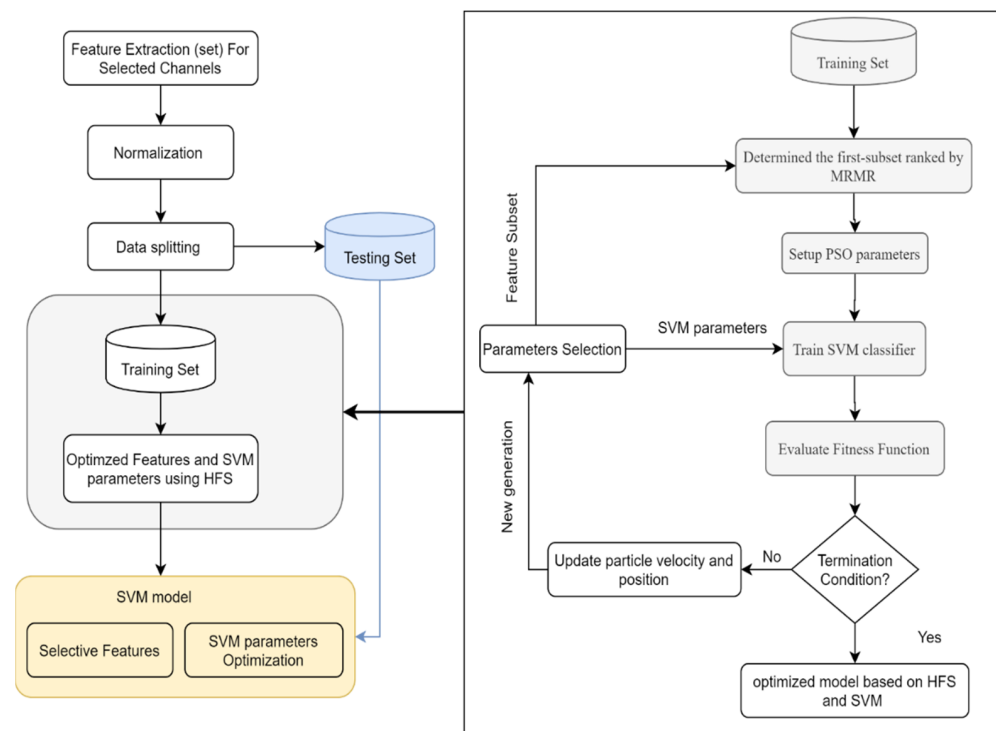 Feature Extraction (set) For
Selected Channels
Normalization
Data splitting
Testing Set
Training Set
Optimzed Features and SVM
parameters using HFS
SVM model
Selective Features
SVM parameters
Optimization
Training Set
Determined the first-subset ranked by
MRMR
Setup PSO parameters
Feature Subset
SVM parameters
Parameters Selection
Train SVM classifier
Evaluate Fitness Function
New generation
Update particle velocity and
position
No
Termination
Condition?
Yes
optimized model based on HFS
and SVM